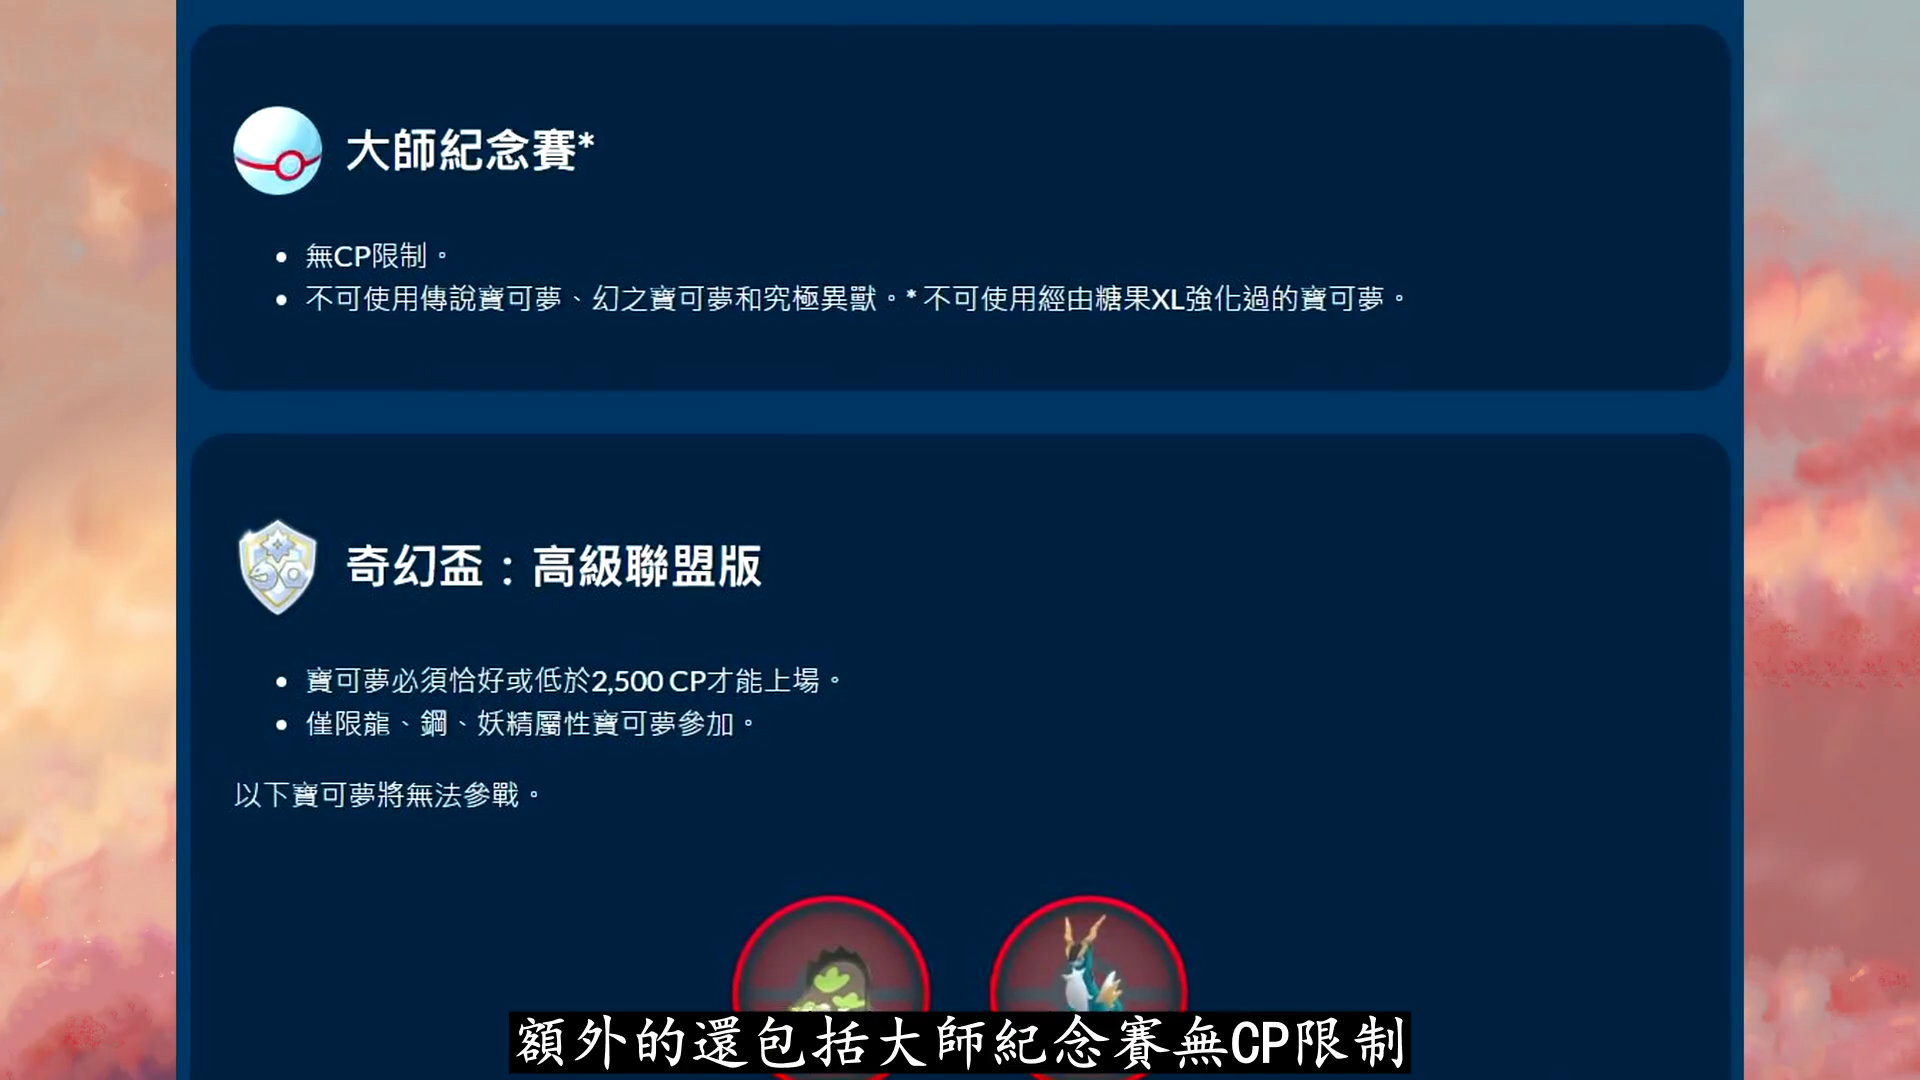 大師紀念賽*
無CP限制。
不可使用傳說寶可夢、幻之寶可夢和究極異獸。* 不可使用經由糖果XL強化過的寶可夢。
奇幻盃：高級聯盟版
寶可夢必須恰好或低於2,500 CP才能上場。
僅限龍、鋼、妖精屬性寶可夢參加。
以下寶可夢將無法參戰。
額外的還包括大師紀念賽無CP限制